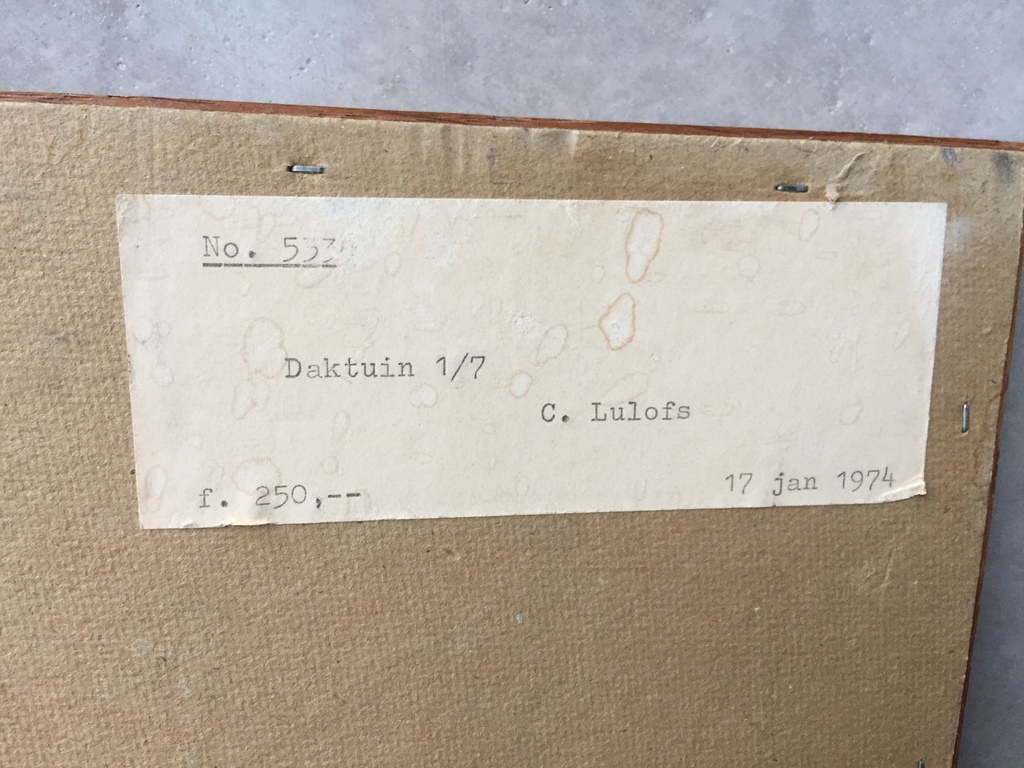 No.
Daktuin 1/7
C. Lulofs
f. 250,--
17 jan 1974